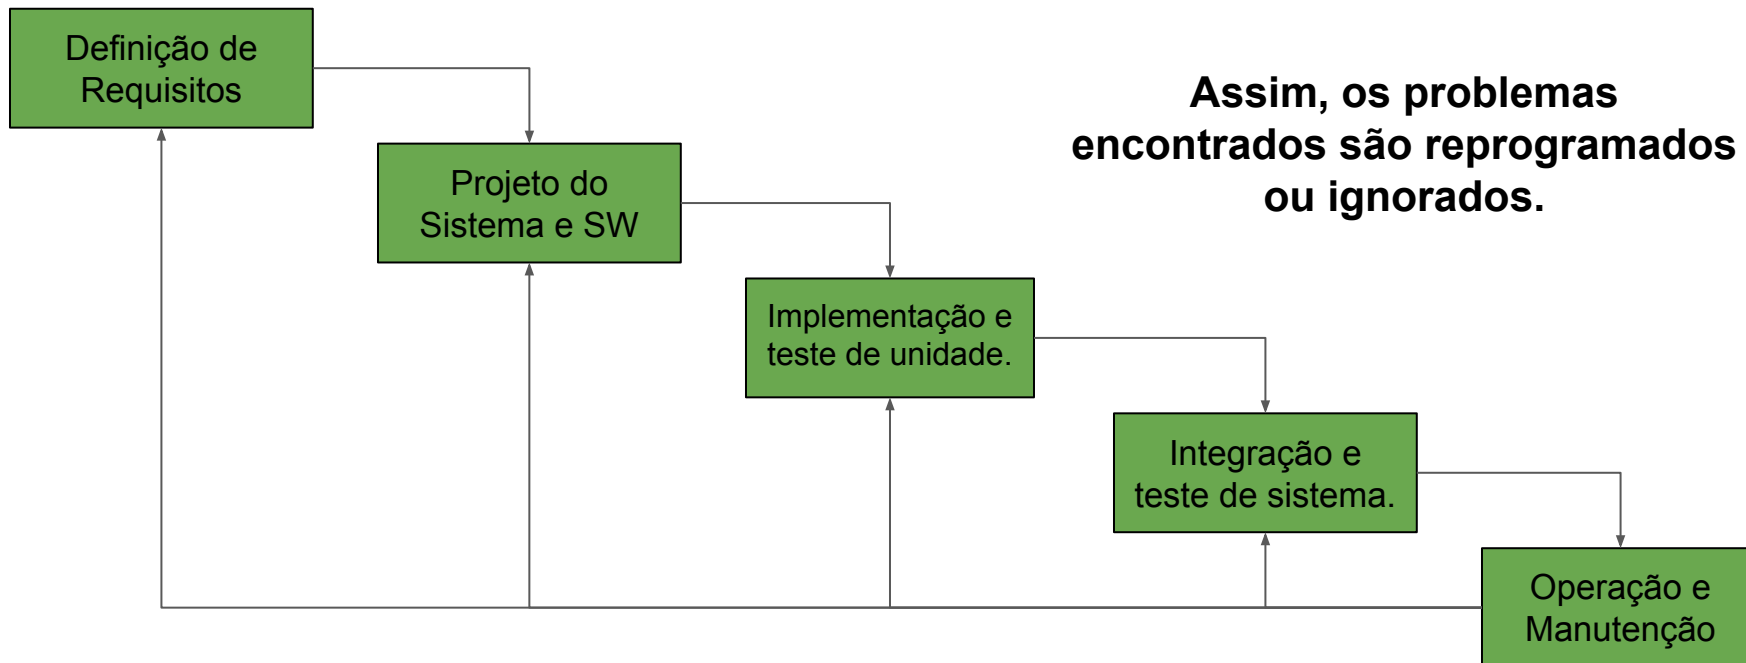 Definição de
Requisitos
Assim, os problemas
encontrados são reprogramados
ou ignorados.
Projeto do
Sistema e SW
Implementação e
teste de unidade.
Integração e
teste de sistema.
Operação e
Manutenção